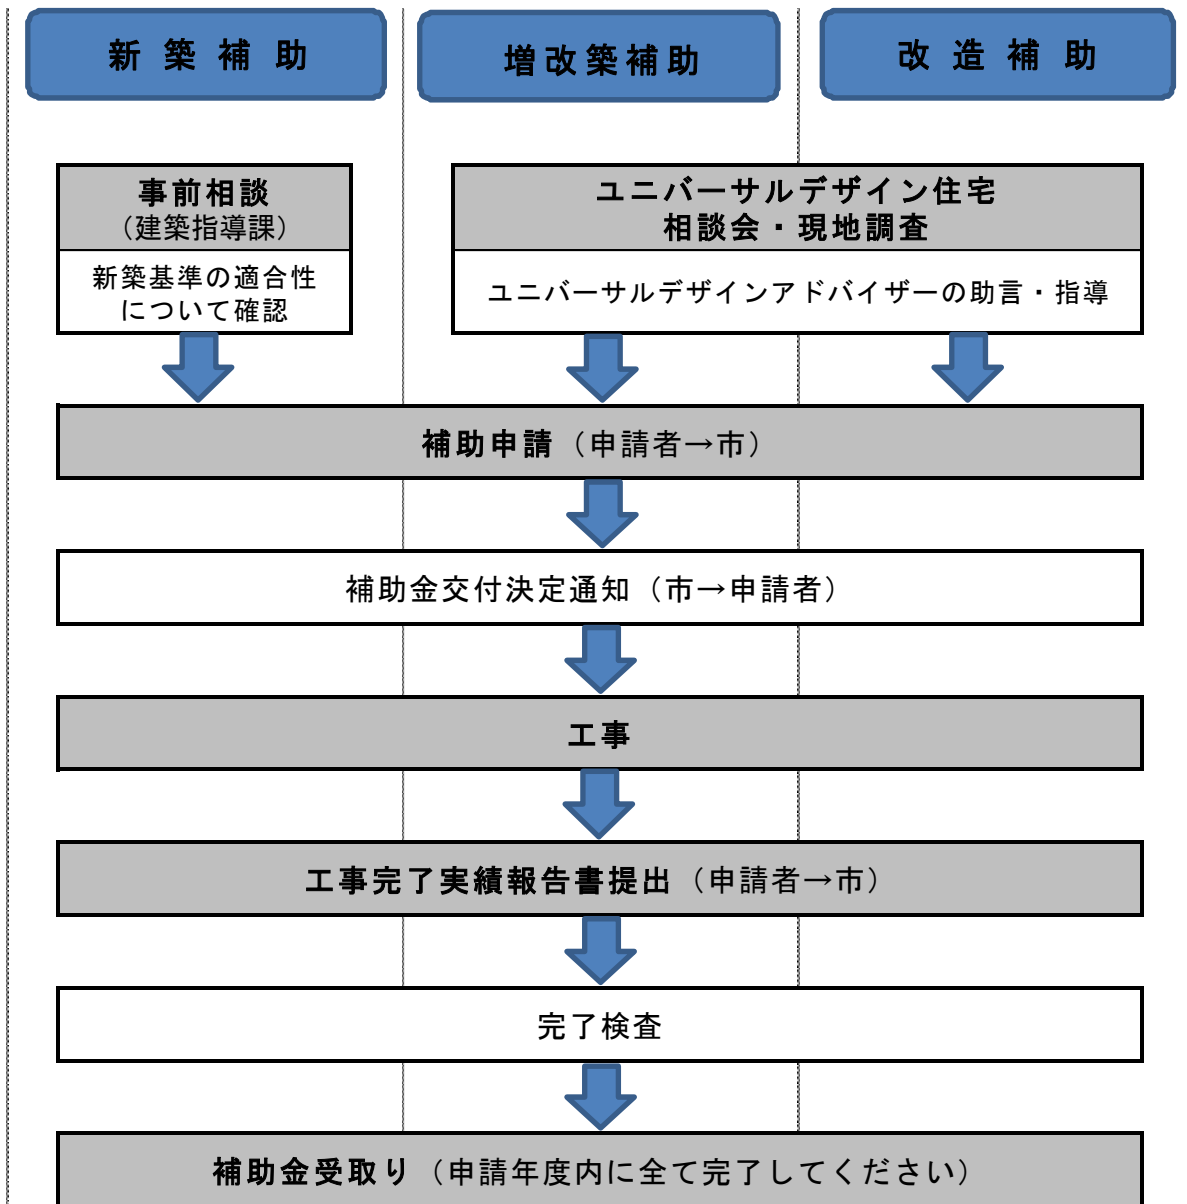 新築補助
増改築補助
改造補助
事前相談
（建築指導課）
新築基準の適合性
について確認
ユニバーサルデザイン住宅
相談会・現地調査
ユニバーサルデザインアドバイザーの助言・指導
補助申請（申請者→市）
補助金交付決定通知（市→申請者）
工事
工事完了実績報告書提出（申請者→市）
完了検査
補助金受取り（申請年度内に全て完了してください）